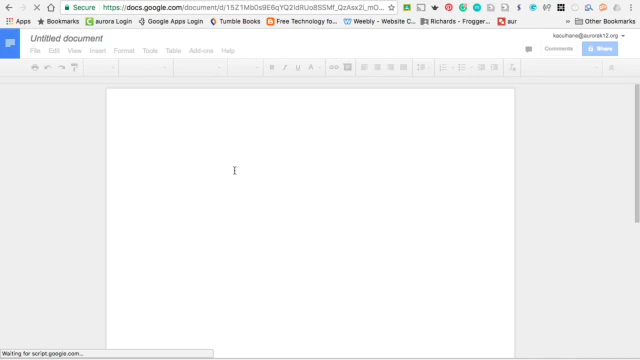 Secure https://docs.google.com/document/d/15Z1Mb0s9E6qYQ2ldRUo8SSMf_QzAsx2l_mO...
Apps Bookmarks aurora Login Google Apps Login Tumble Books Free Technology fo... Weebly - Website C... Richards - Frogger... aur Other Bookmarks
Untitled document
kaculhane@aurorak12.org
File Edit View Insert Format Tools Table Add-ons Help
Comments Share
B I U A
Waiting for script.google.com...